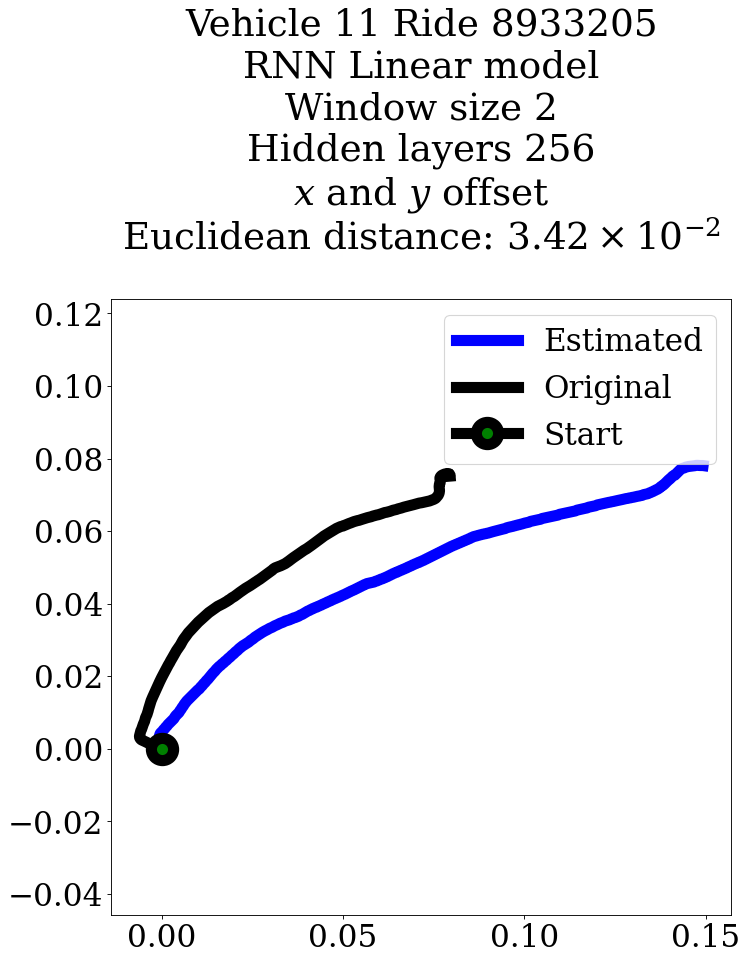 Vehicle 11 Ride 8933205
RNN Linear model
Window size 2
Hidden layers 256
x and y offset
Euclidean distance: 3.42 × 10⁻²
0.12
0.10
0.08
0.06
0.04
0.02
0.00
−0.02
−0.04
Estimated
Original
Start
0.00 0.05 0.10 0.15